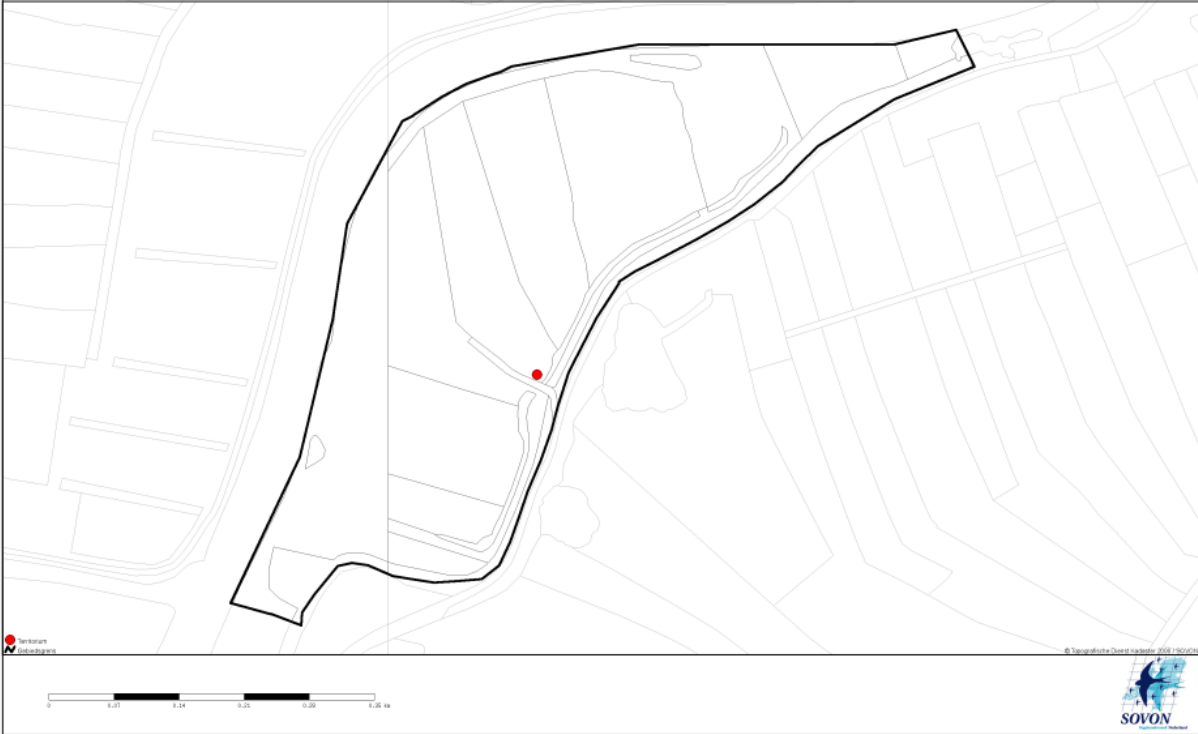 Territorium
Gebiedsgrens
© Topografische Dienst Kadaster 2006 / SOVON
0 0.07 0.14 0.21 0.28 0.35 km
SOVON